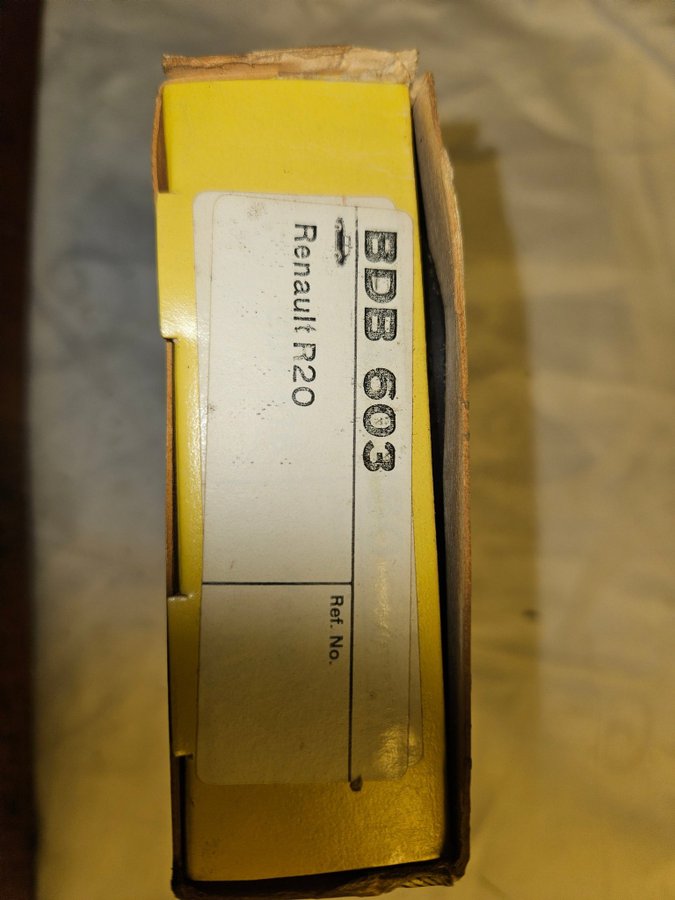 BDB 603
Renault R20
Ref. No.